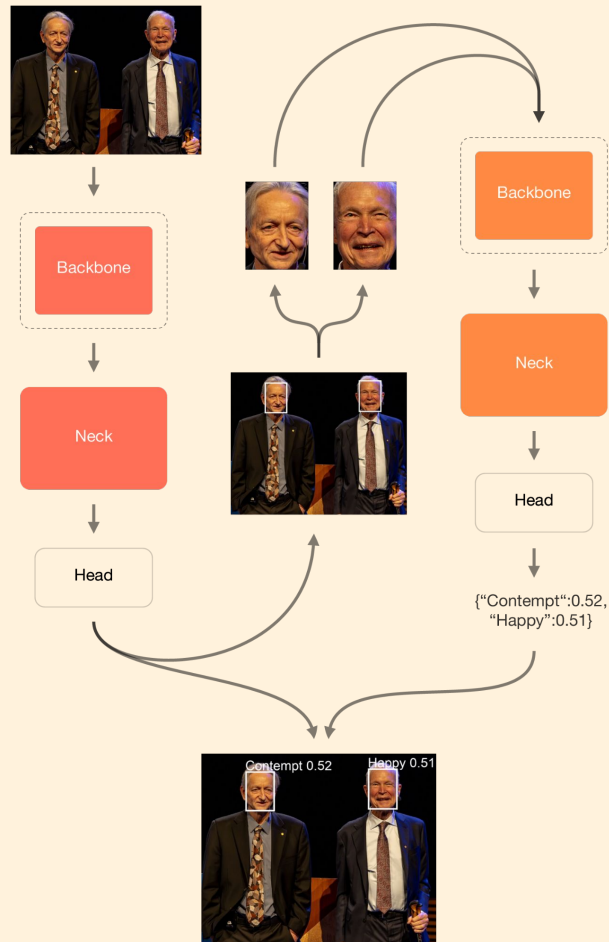 Backbone
Neck
Head
Backbone
Neck
Head
{“Contempt“:0.52,
“Happy”:0.51}
Contempt 0.52
Happy 0.51